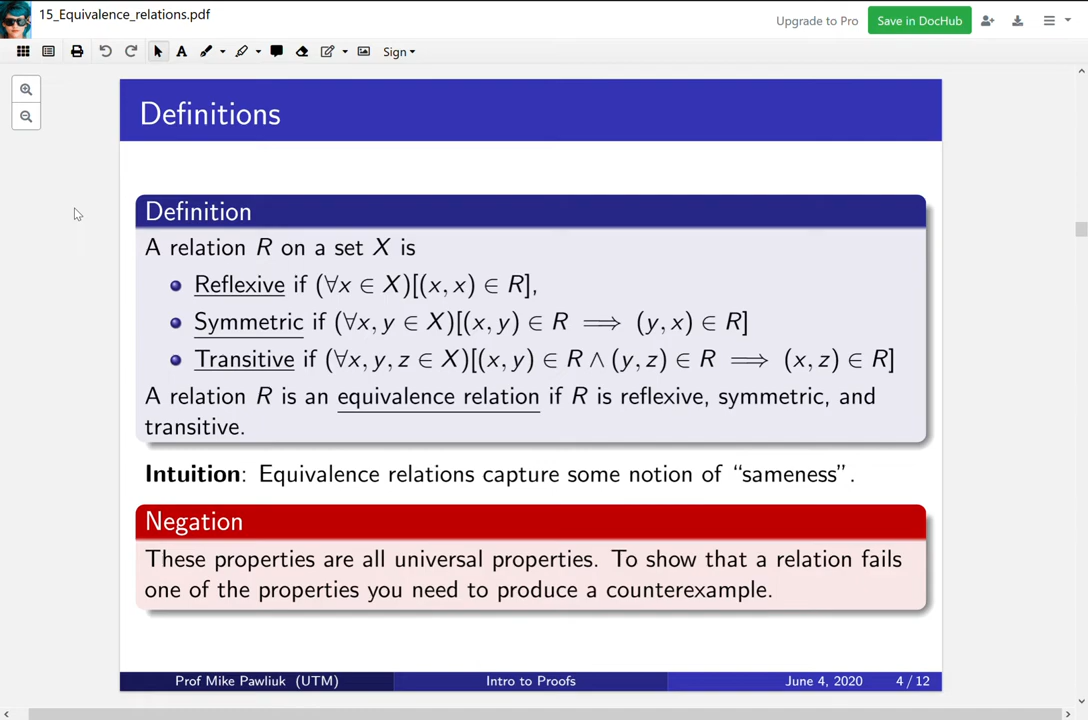 15_Equivalence_relations.pdf
Upgrade to Pro
Save in DocHub
Sign
Definitions
Definition
A relation R on a set X is
Reflexive if (∀x ∈ X)[(x, x) ∈ R],
Symmetric if (∀x, y ∈ X)[(x, y) ∈ R ⟹ (y, x) ∈ R]
Transitive if (∀x, y, z ∈ X)[(x, y) ∈ R ∧ (y, z) ∈ R ⟹ (x, z) ∈ R]
A relation R is an equivalence relation if R is reflexive, symmetric, and
transitive.
Intuition: Equivalence relations capture some notion of “sameness”.
Negation
These properties are all universal properties. To show that a relation fails
one of the properties you need to produce a counterexample.
Prof Mike Pawliuk (UTM) Intro to Proofs June 4, 2020 4 / 12